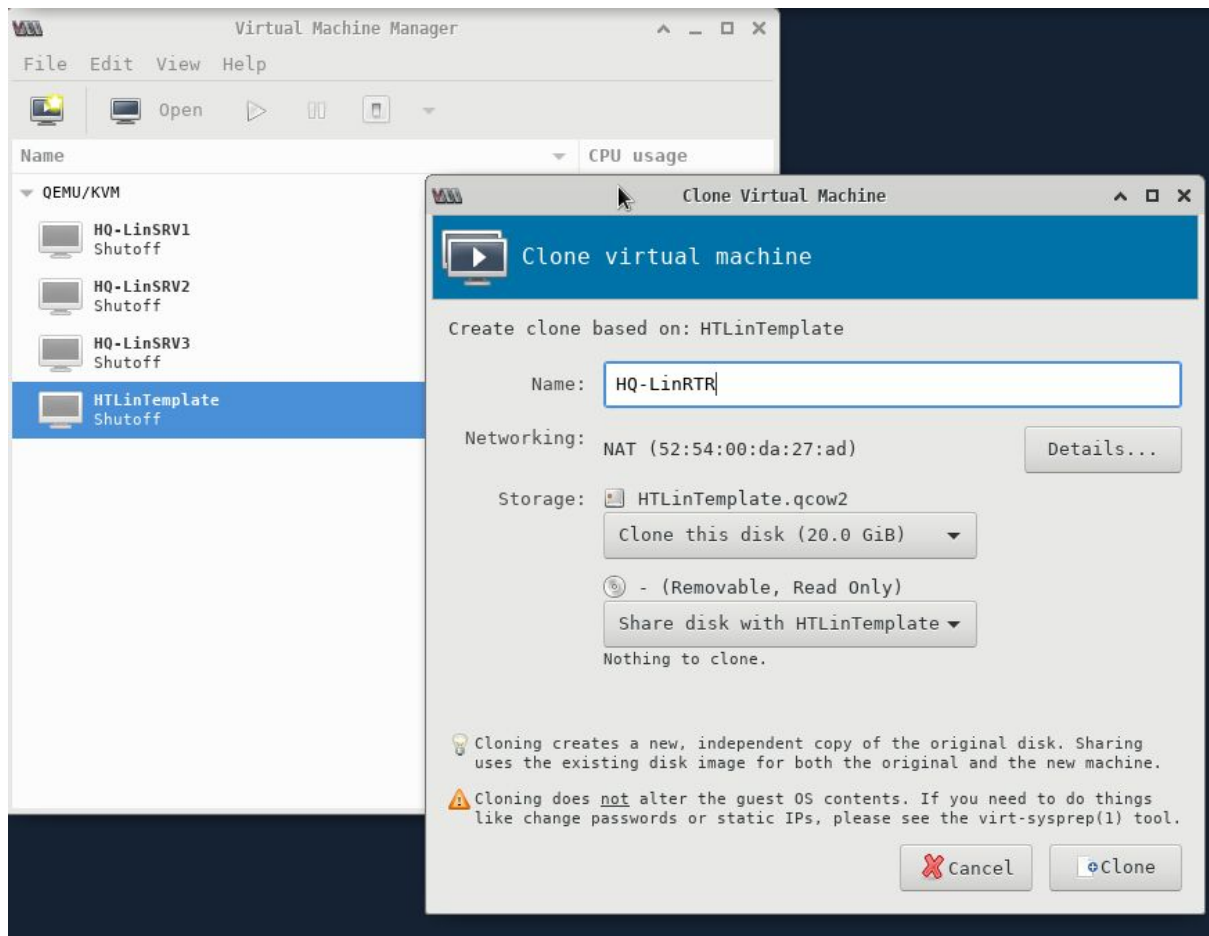 Virtual Machine Manager
File Edit View Help
Open
Name CPU usage
QEMU/KVM
HQ-LinSRV1
Shutoff
HQ-LinSRV2
Shutoff
HQ-LinSRV3
Shutoff
HTLinTemplate
Shutoff
Clone Virtual Machine
Clone virtual machine
Create clone based on: HTLinTemplate
Name: HQ-LinRTR
Networking: NAT (52:54:00:da:27:ad) Details...
Storage: HTLinTemplate.qcow2
Clone this disk (20.0 GiB)
- (Removable, Read Only)
Share disk with HTLinTemplate
Nothing to clone.
Cloning creates a new, independent copy of the original disk. Sharing
uses the existing disk image for both the original and the new machine.
Cloning does not alter the guest OS contents. If you need to do things
like change passwords or static IPs, please see the virt-sysprep(1) tool.
Cancel Clone